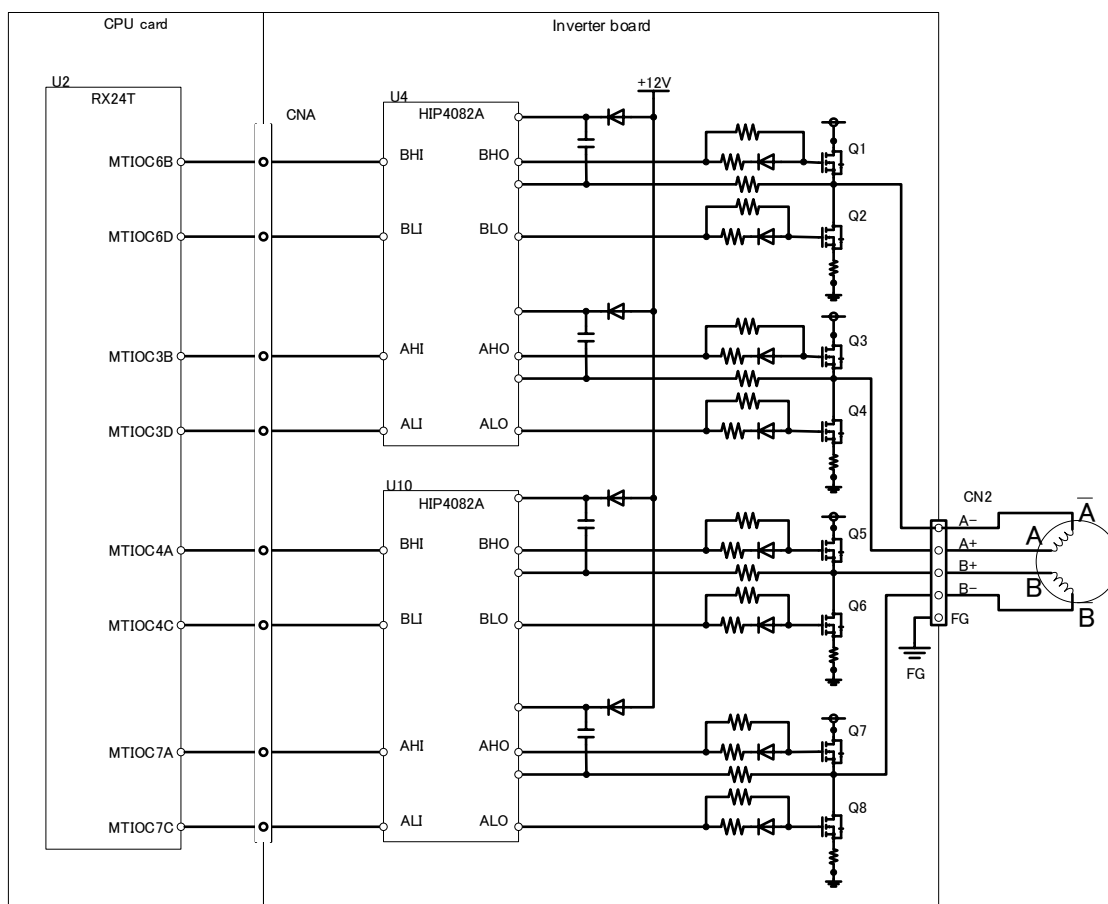 CPU card
Inverter board
U2
RX24T
CNA
+12V
U4
HIP4082A
MTIOC6B
BHI
BHO
Q1
MTIOC6D
BLI
BLO
Q2
MTIOC3B
AHI
AHO
Q3
MTIOC3D
ALI
ALO
Q4
U10
HIP4082A
CN2
A-
A
A
A+
B+
B
B-
B
FG
FG
MTIOC4A
BHI
BHO
Q5
MTIOC4C
BLI
BLO
Q6
MTIOC7A
AHI
AHO
Q7
MTIOC7C
ALI
ALO
Q8